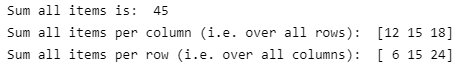 Sum all items is:  45
Sum all items per column (i.e. over all rows):  [12 15 18]
Sum all items per row (i.e. over all columns):  [ 6 15 24]